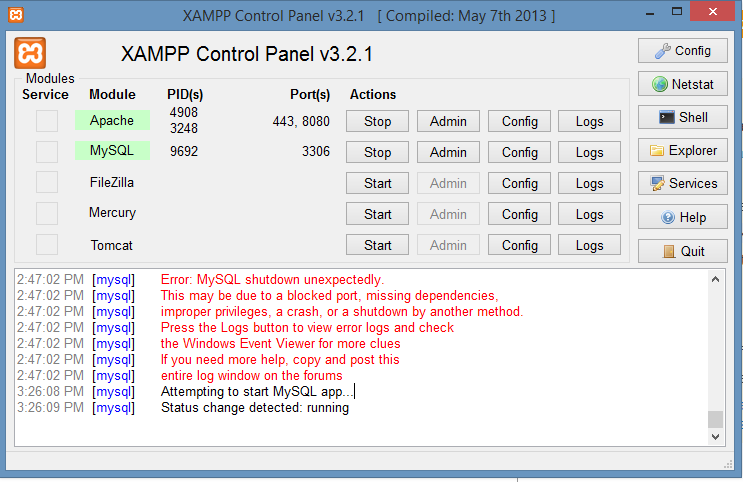 XAMPP Control Panel v3.2.1 [ Compiled: May 7th 2013 ]
XAMPP Control Panel v3.2.1
Config
Modules
Service Module PID(s) Port(s) Actions
Netstat
Apache 4908 3248 443, 8080 Stop Admin Config Logs
Shell
MySQL 9692 3306 Stop Admin Config Logs
Explorer
FileZilla Start Admin Config Logs
Services
Mercury Start Admin Config Logs
Help
Tomcat Start Admin Config Logs
Quit
2:47:02 PM [mysql] Error: MySQL shutdown unexpectedly.
2:47:02 PM [mysql] This may be due to a blocked port, missing dependencies,
2:47:02 PM [mysql] improper privileges, a crash, or a shutdown by another method.
2:47:02 PM [mysql] Press the Logs button to view error logs and check
2:47:02 PM [mysql] the Windows Event Viewer for more clues
2:47:02 PM [mysql] If you need more help, copy and post this
2:47:02 PM [mysql] entire log window on the forums
3:26:08 PM [mysql] Attempting to start MySQL app...
3:26:09 PM [mysql] Status change detected: running